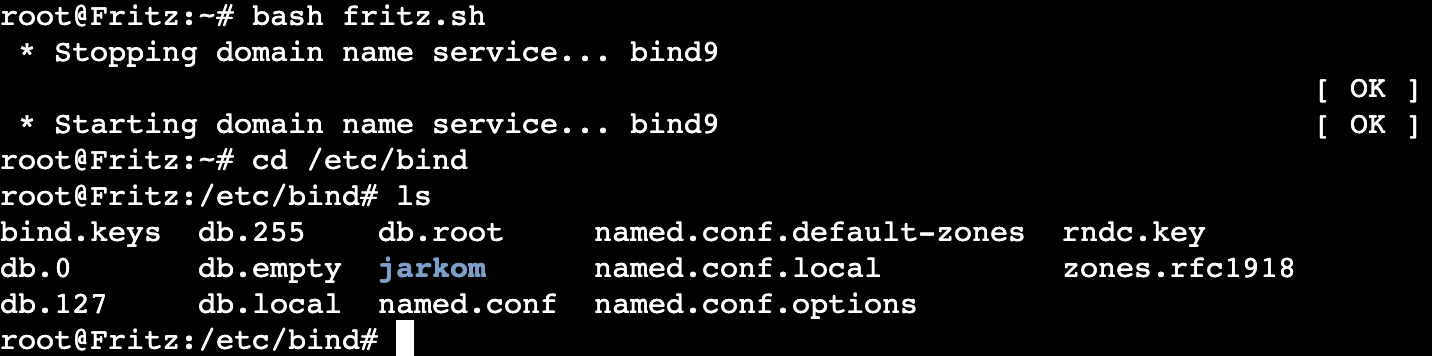 root@Fritz:~# bash fritz.sh
 * Stopping domain name service... bind9
[ OK ]
 * Starting domain name service... bind9 [ OK ]
root@Fritz:~# cd /etc/bind
root@Fritz:/etc/bind# ls
bind.keys db.255 db.root named.conf.default-zones rndc.key
db.0 db.empty jarkom named.conf.local zones.rfc1918
db.127 db.local named.conf named.conf.options
root@Fritz:/etc/bind#